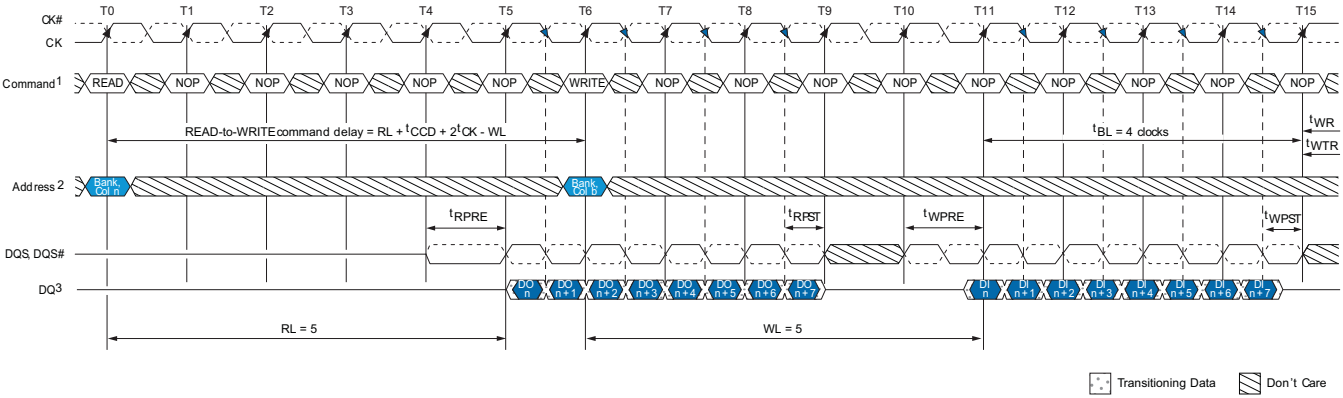 T0 T1 T2 T3 T4 T5 T6 T7 T8 T9 T10 T11 T12 T13 T14 T15
CK#
CK
Command1 READ NOP NOP NOP NOP NOP WRITE NOP NOP NOP NOP NOP NOP NOP NOP NOP
tWR
READ-to-WRITE command delay = RL + tCCD + 2tCK - WL tBL = 4 clocks
tWTR
Address2 Bank, Col n Bank, Col b
tRPRE tRPST tWPRE tWPST
DQS, DQS#
DQ3 DO n DO n + 1 DO n + 2 DO n + 3 DO n + 4 DO n + 5 DO n + 6 DO n + 7 DI n DI n + 1 DI n + 2 DI n + 3 DI n + 4 DI n + 5 DI n + 6 DI n + 7
RL = 5 WL = 5
Transitioning Data Don't Care